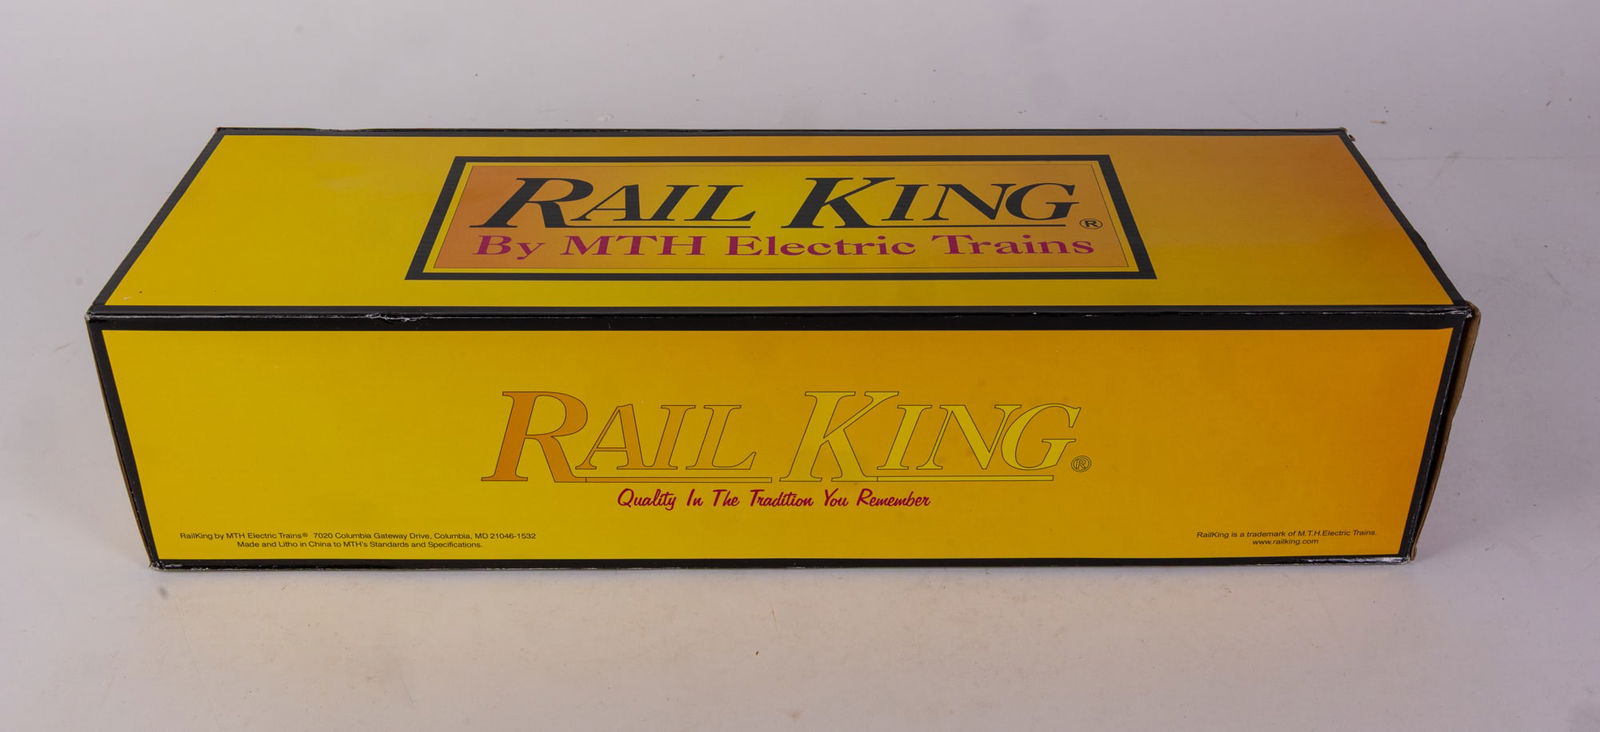 RAIL KING®
By MTH Electric Trains
RAIL KING®
Quality In The Tradition You Remember
RailKing by MTH Electric Trains® 7020 Columbia Gateway Drive, Columbia, MD 21046-1532
Made and Litho in China to MTH's Standards and Specifications.
RailKing is a trademark of M.T.H.Electric Trains.
www.railking.com